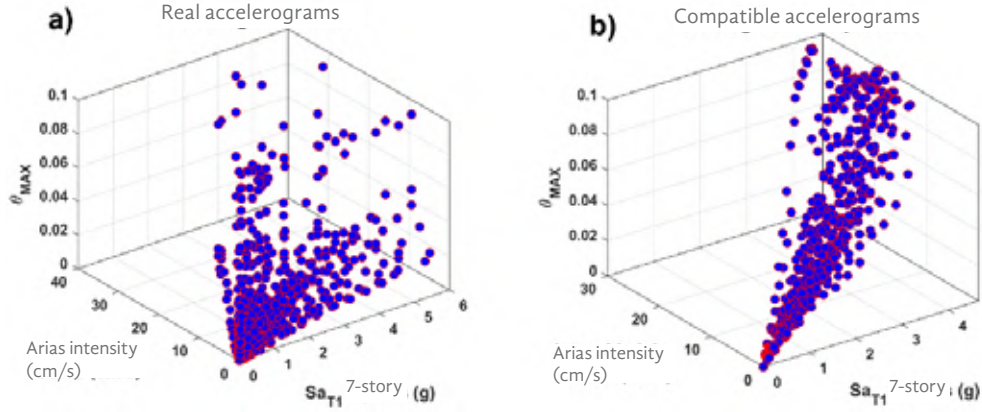 a)
Real accelerograms
0.1
0.08
0.06
0.04
0.02
0
θMAX
40
30
20
10
0
Arias intensity
(cm/s)
0
1
2
3
4
5
6
SaT1 7-story (g)
b)
Compatible accelerograms
0.1
0.08
0.06
0.04
0.02
0
θMAX
30
20
10
0
Arias intensity
(cm/s)
0
1
2
3
4
SaT1 7-story (g)